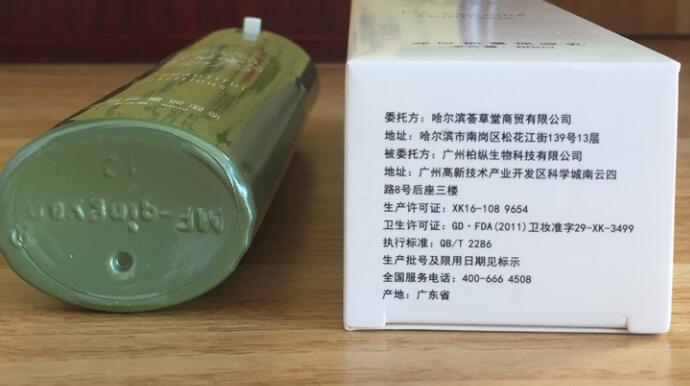 委托方：哈尔滨荟草堂商贸有限公司
地址：哈尔滨市南岗区松花江街139号13层
被委托方：广州柏纵生物科技有限公司
地址：广州高新技术产业开发区科学城南云四
路8号后座三楼
生产许可证：XK16-108 9654
卫生许可证：GD·FDA(2011)卫妆准字29-XK-3499
执行标准：QB/T 2286
生产批号及限用日期见标示
全国服务电话：400-666 4508
产地：广东省